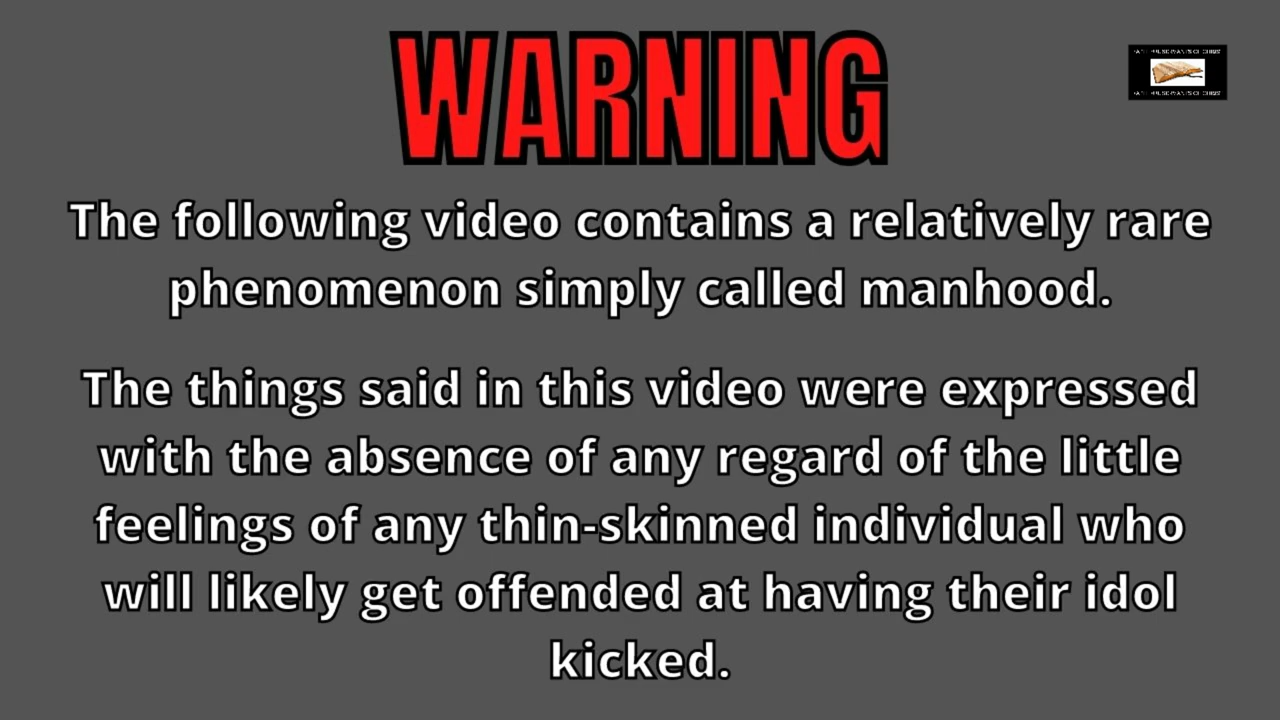 WARNING
The following video contains a relatively rare
phenomenon simply called manhood.
The things said in this video were expressed
with the absence of any regard of the little
feelings of any thin-skinned individual who
will likely get offended at having their idol
kicked.